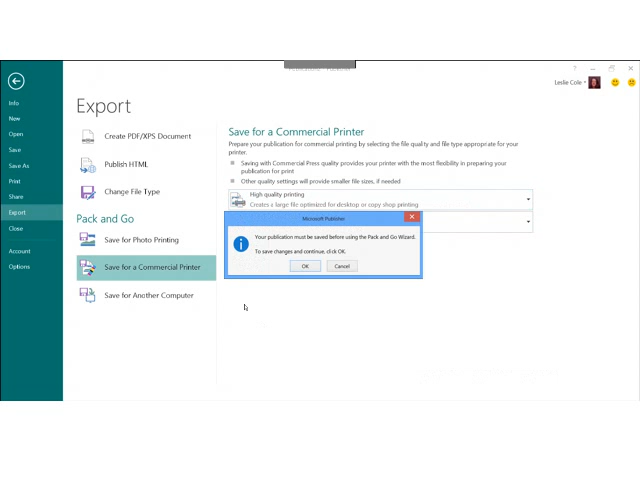 ?
Leslie Cole
Info
New
Open
Save
Save As
Print
Share
Export
Close
Account
Options
Export
Create PDF/XPS Document
Publish HTML
Change File Type
Pack and Go
Save for Photo Printing
Save for a Commercial Printer
Save for Another Computer
Save for a Commercial Printer
Prepare your publication for commercial printing by selecting the file quality and file type appropriate for your
printer.
Saving with Commercial Press quality provides your printer with the most flexibility in preparing your
publication for print
Other quality settings will provide smaller file sizes, if needed
High quality printing
Creates a large file optimized for desktop or copy shop printing
Microsoft Publisher
Your publication must be saved before using the Pack and Go Wizard.
To save changes and continue, click OK.
OK
Cancel